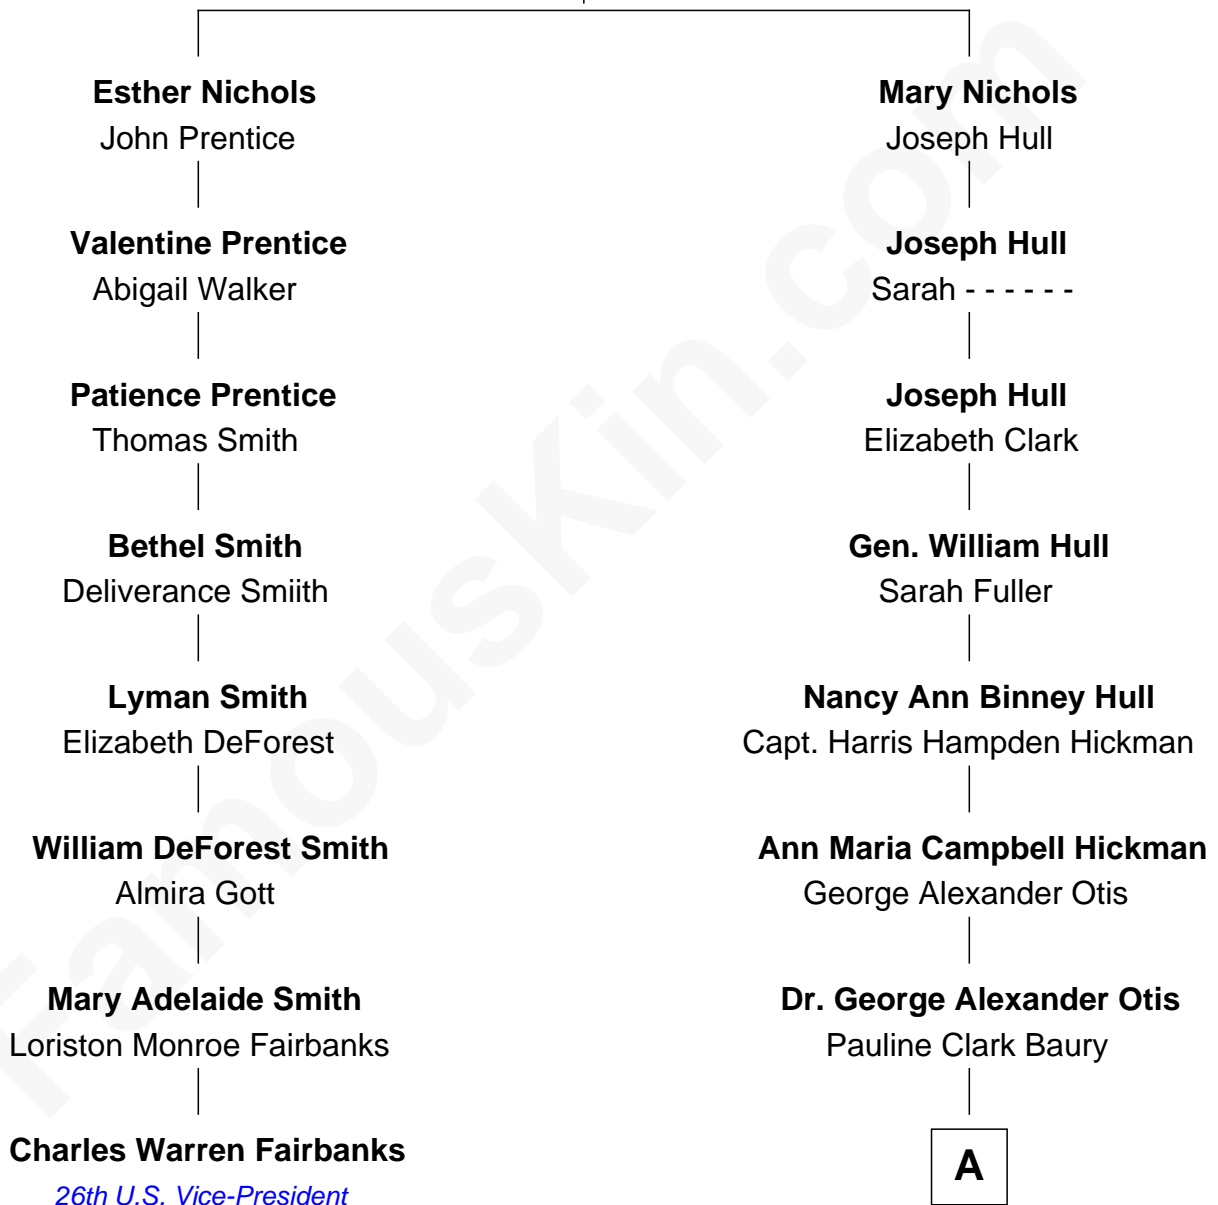 Esther Nichols
John Prentice
Valentine Prentice
Abigail Walker
Patience Prentice
Thomas Smith
Bethel Smith
Deliverance Smiith
Lyman Smith
Elizabeth DeForest
William DeForest Smith
Almira Gott
Mary Adelaide Smith
Loriston Monroe Fairbanks
Charles Warren Fairbanks
26th U.S. Vice-President
Mary Nichols
Joseph Hull
Joseph Hull
Sarah - - - - - -
Joseph Hull
Elizabeth Clark
Gen. William Hull
Sarah Fuller
Nancy Ann Binney Hull
Capt. Harris Hampden Hickman
Ann Maria Campbell Hickman
George Alexander Otis
Dr. George Alexander Otis
Pauline Clark Baury
A
FamousKin.com